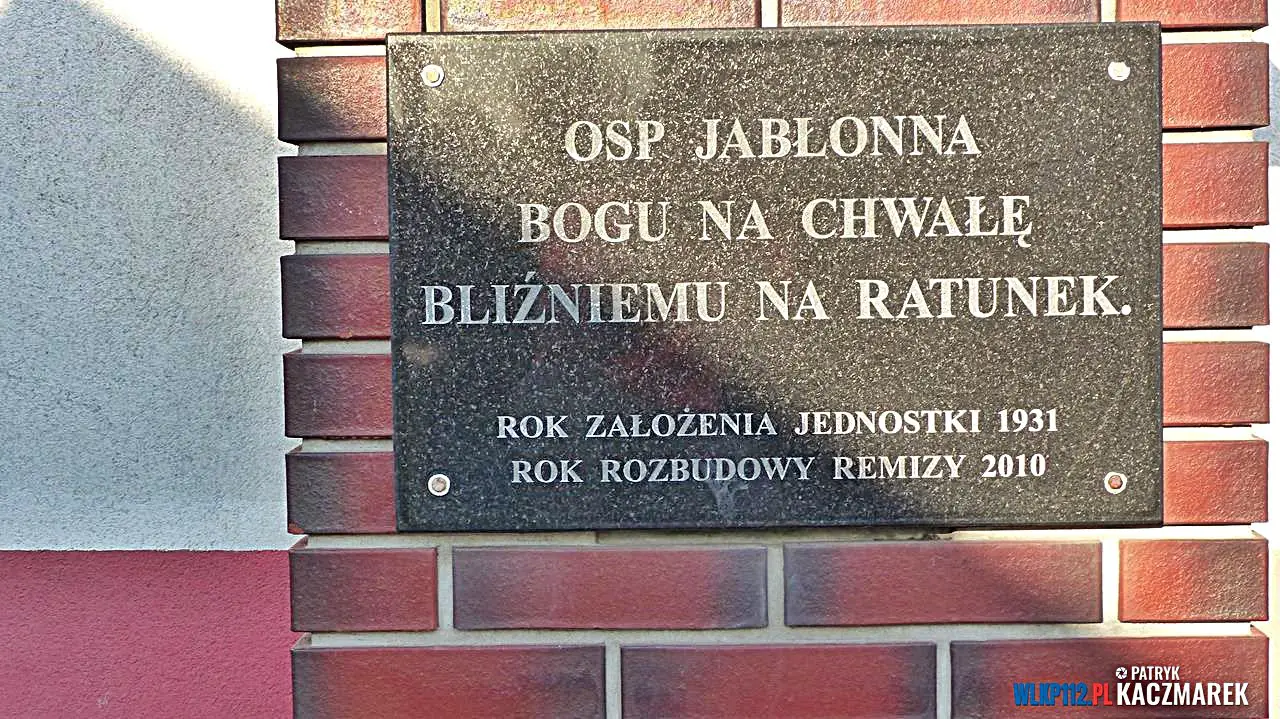 OSP JABŁONNA
BOGU NA CHWAŁĘ
BLIŹNIEMU NA RATUNEK.
ROK ZAŁOŻENIA JEDNOSTKI 1931
ROK ROZBUDOWY REMIZY 2010
PATRYK
WLKP112.PL KACZMAREK